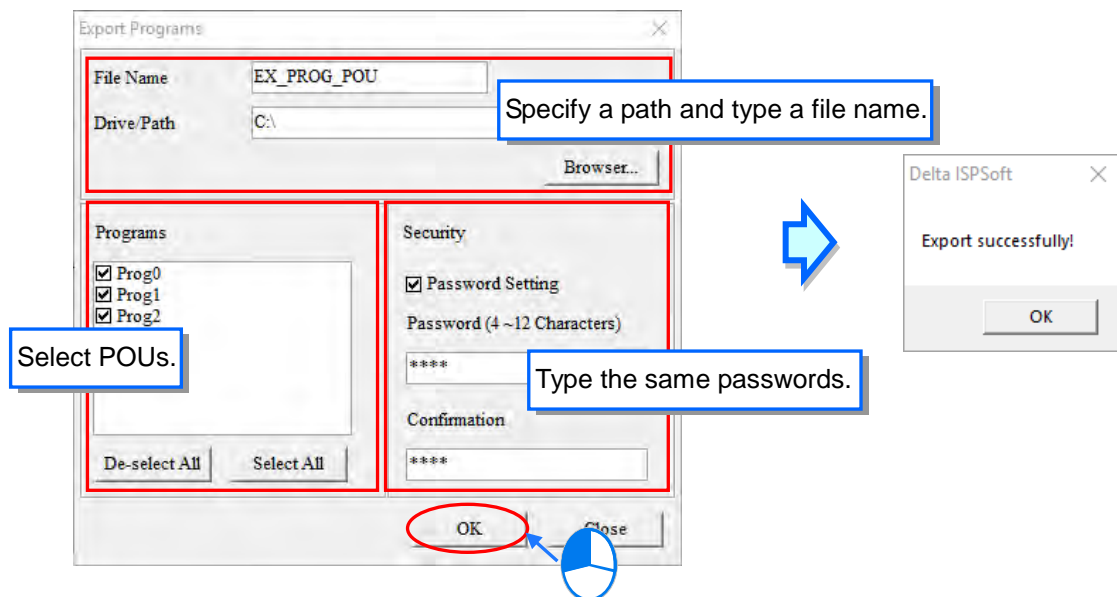 Export Programs
File Name
EX_PROG_POU
Specify a path and type a file name.
Drive/Path
C:\
Browser...
Programs
Prog0
Prog1
Prog2
Select POUs.
De-select All
Select All
Security
Password Setting
Password (4 ~12 Characters)
****
Type the same passwords.
Confirmation
****
OK
Close
Delta ISPSoft
Export successfully!
OK